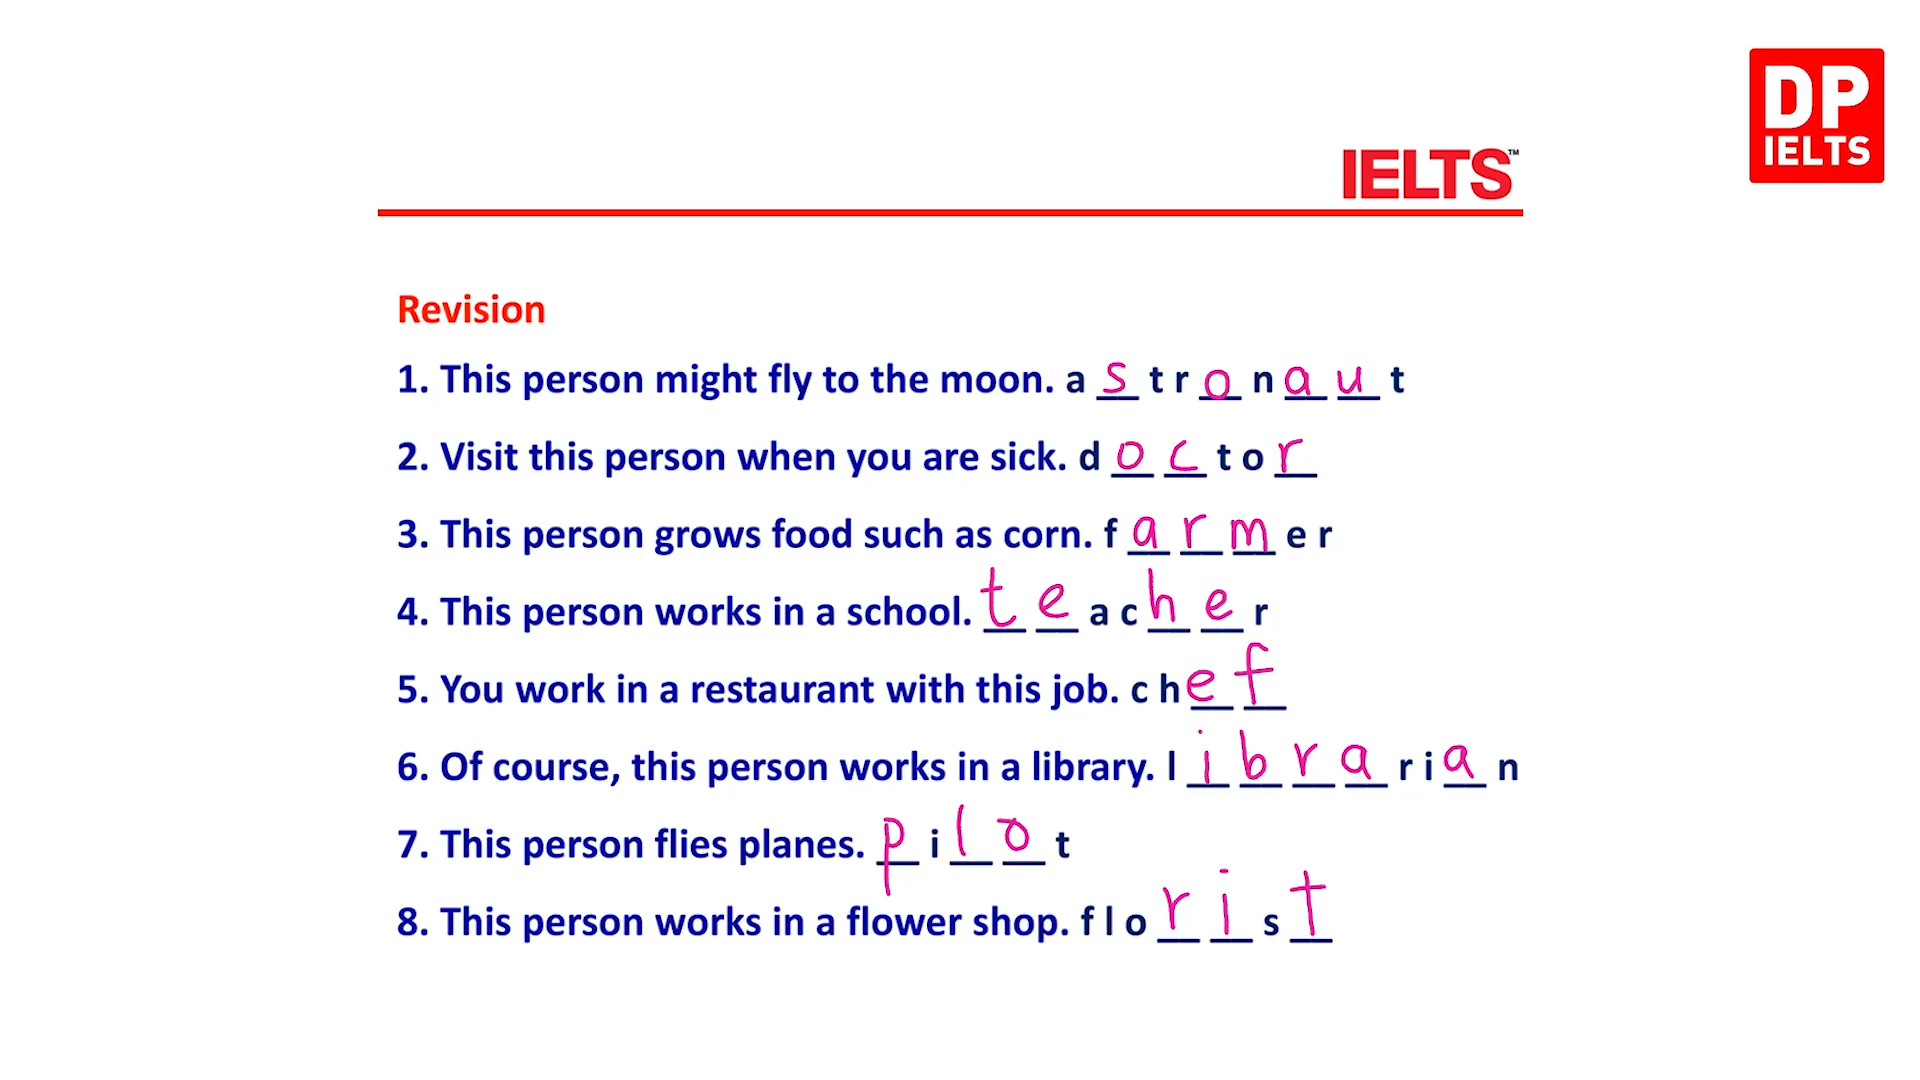 DP
IELTS
IELTS™
Revision
1. This person might fly to the moon. a s t r o n a u t
2. Visit this person when you are sick. d o c t o r
3. This person grows food such as corn. f a r m e r
4. This person works in a school. t e a c h e r
5. You work in a restaurant with this job. c h e f
6. Of course, this person works in a library. l i b r a r i a n
7. This person flies planes. p i l o t
8. This person works in a flower shop. f l o r i s t